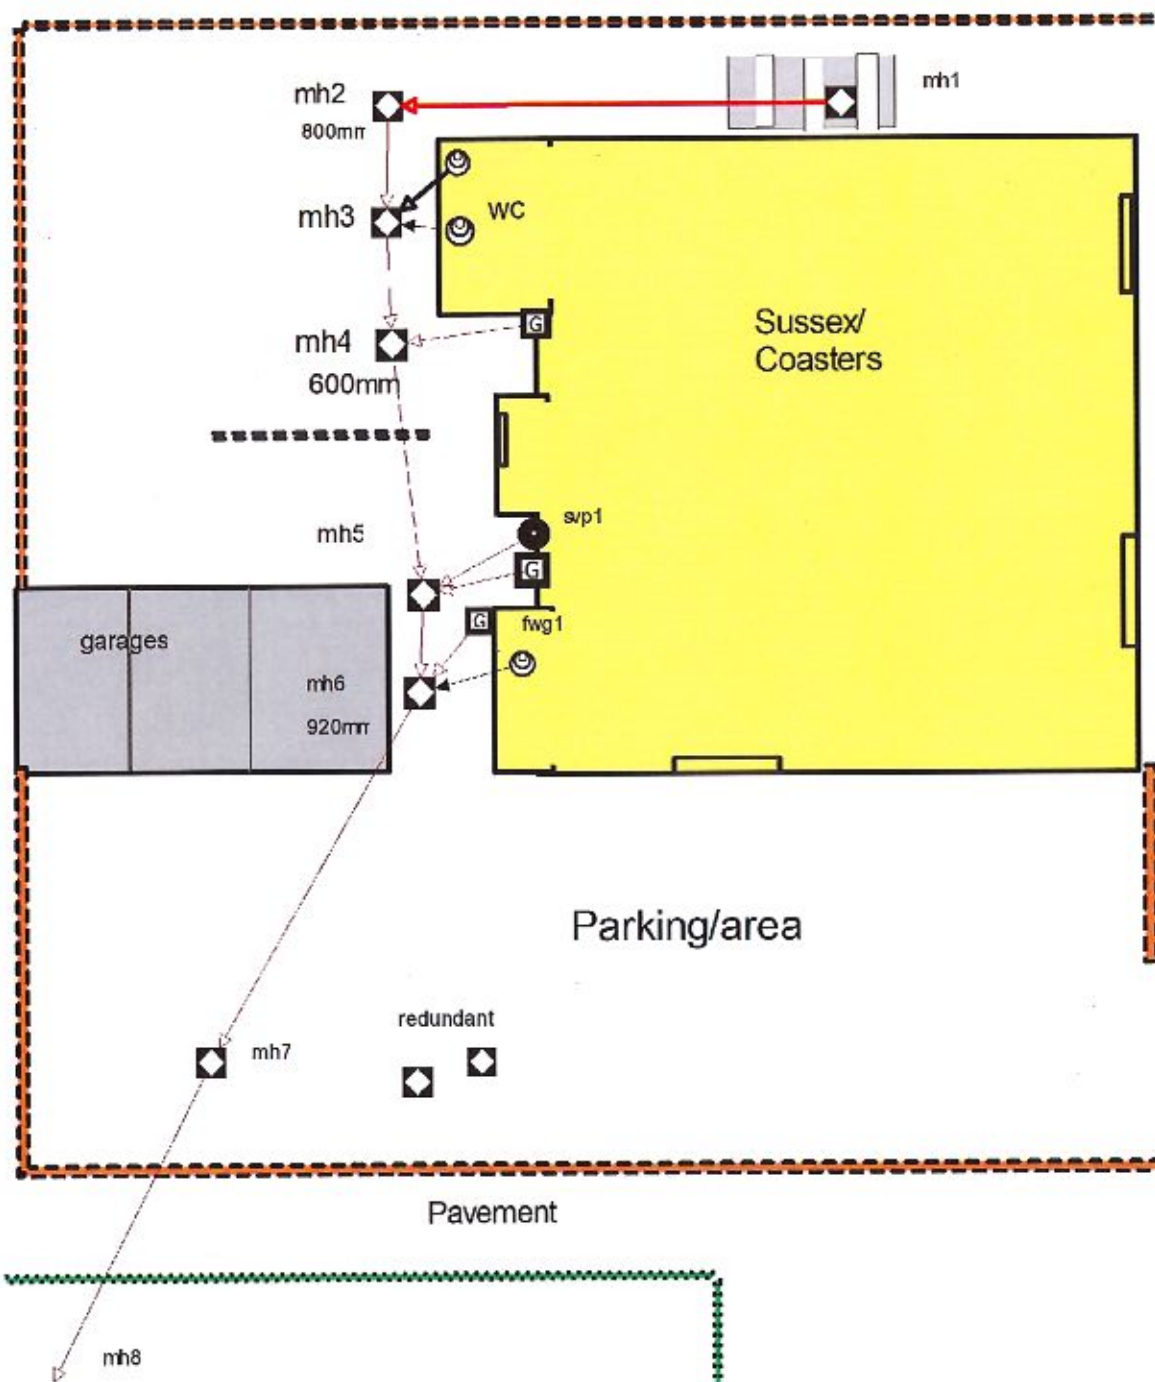 mh1
mh2
800mm
mh3
WC
G
mh4
600mm
Sussex/
Coasters
mh5
svp1
G
G
fwg1
garages
mh6
920mm
Parking/area
redundant
mh7
Pavement
mh8